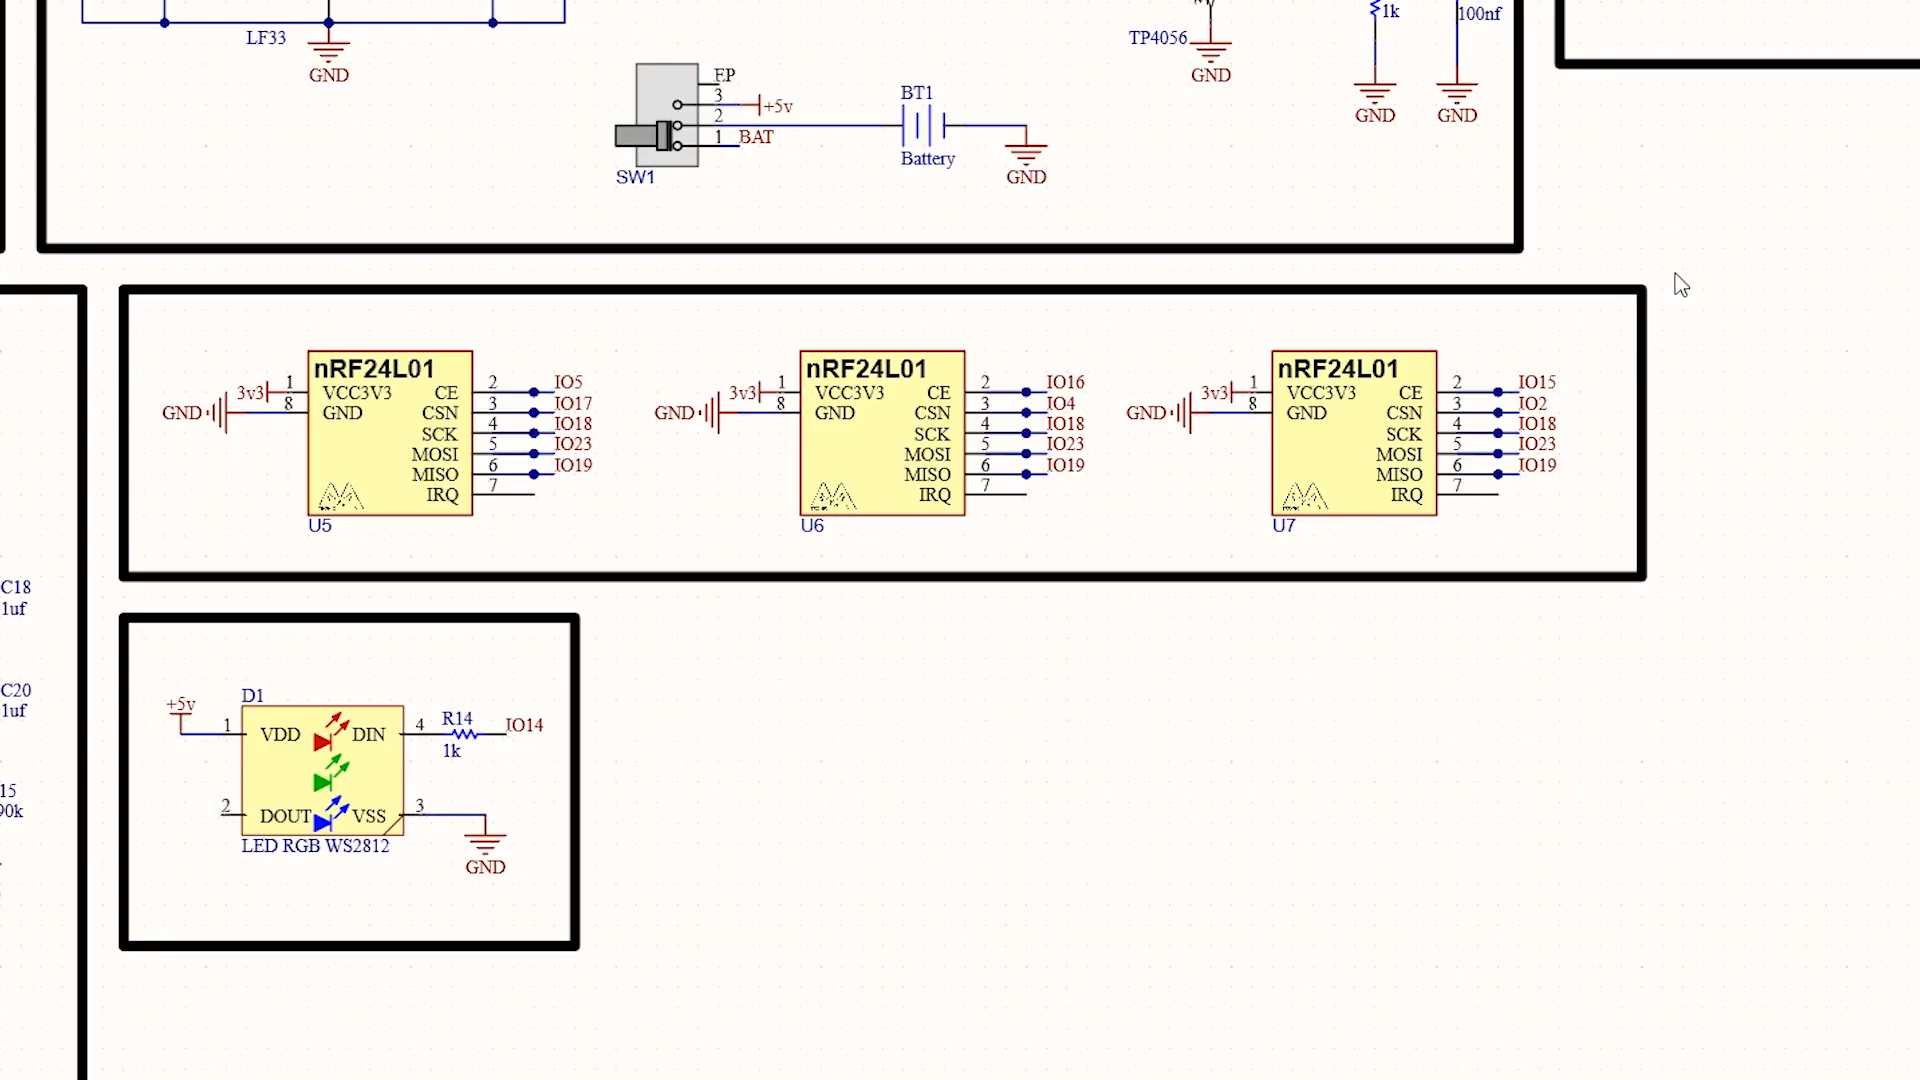 LF33
GND
EP
3
+5v
2
1
BAT
SW1
BT1
Battery
GND
TP4056
GND
1k
GND
100nf
GND
nRF24L01
3v3
1
VCC3V3
CE
2
IO5
GND
8
GND
CSN
3
IO17
SCK
4
IO18
MOSI
5
IO23
MISO
6
IO19
IRQ
7
U5
nRF24L01
3v3
1
VCC3V3
CE
2
IO16
GND
8
GND
CSN
3
IO4
SCK
4
IO18
MOSI
5
IO23
MISO
6
IO19
IRQ
7
U6
nRF24L01
3v3
1
VCC3V3
CE
2
IO15
GND
8
GND
CSN
3
IO2
SCK
4
IO18
MOSI
5
IO23
MISO
6
IO19
IRQ
7
U7
C18
1uf
C20
1uf
15
90k
D1
+5v
1
VDD
DIN
4
R14
1k
IO14
2
DOUT
VSS
3
LED RGB WS2812
GND